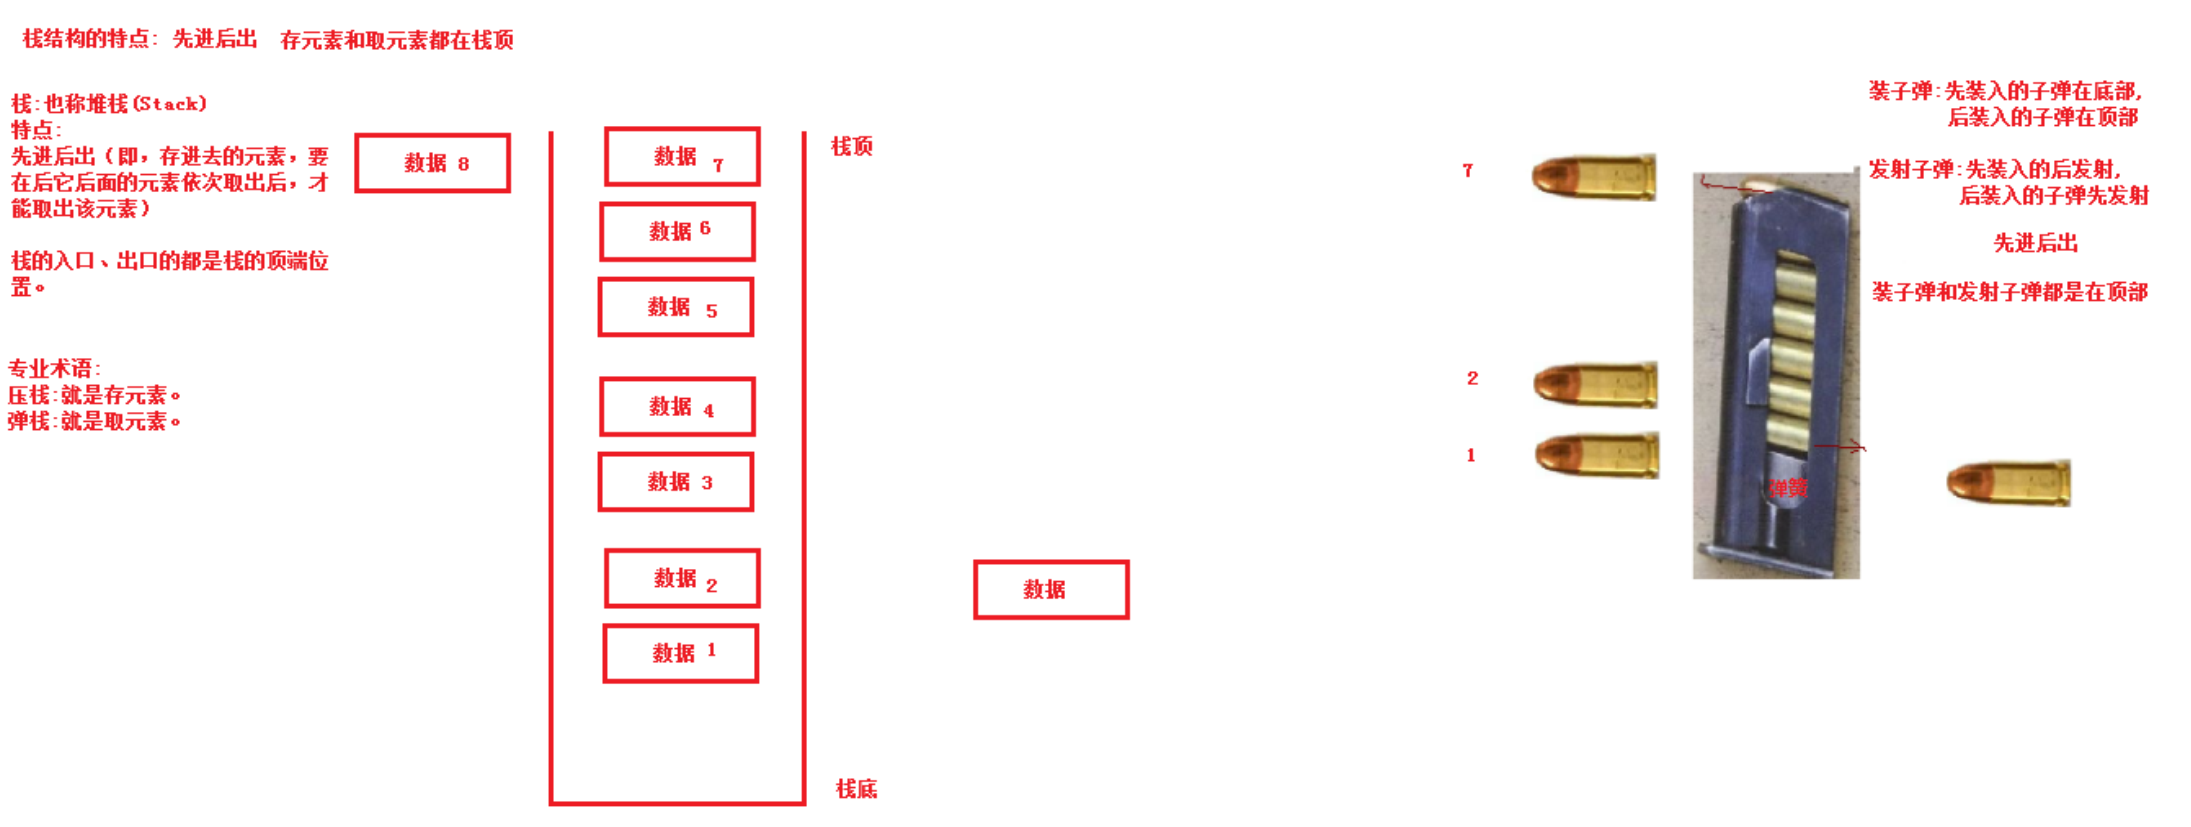 栈结构的特点: 先进后出 存元素和取元素都在栈顶
栈:也称堆栈(Stack)
特点:
先进后出(即，存进去的元素，要
在后它后面的元素依次取出后，才
能取出该元素)
栈的入口、出口的都是栈的顶端位
置。
专业术语:
压栈:就是存元素。
弹栈:就是取元素。
数据 8
数据 7
数据 6
数据 5
数据 4
数据 3
数据 2
数据 1
栈顶
栈底
数据
7
2
1
弹簧
装子弹:先装入的子弹在底部,
后装入的子弹在顶部
发射子弹:先装入的后发射,
后装入的子弹先发射
先进后出
装子弹和发射子弹都是在顶部